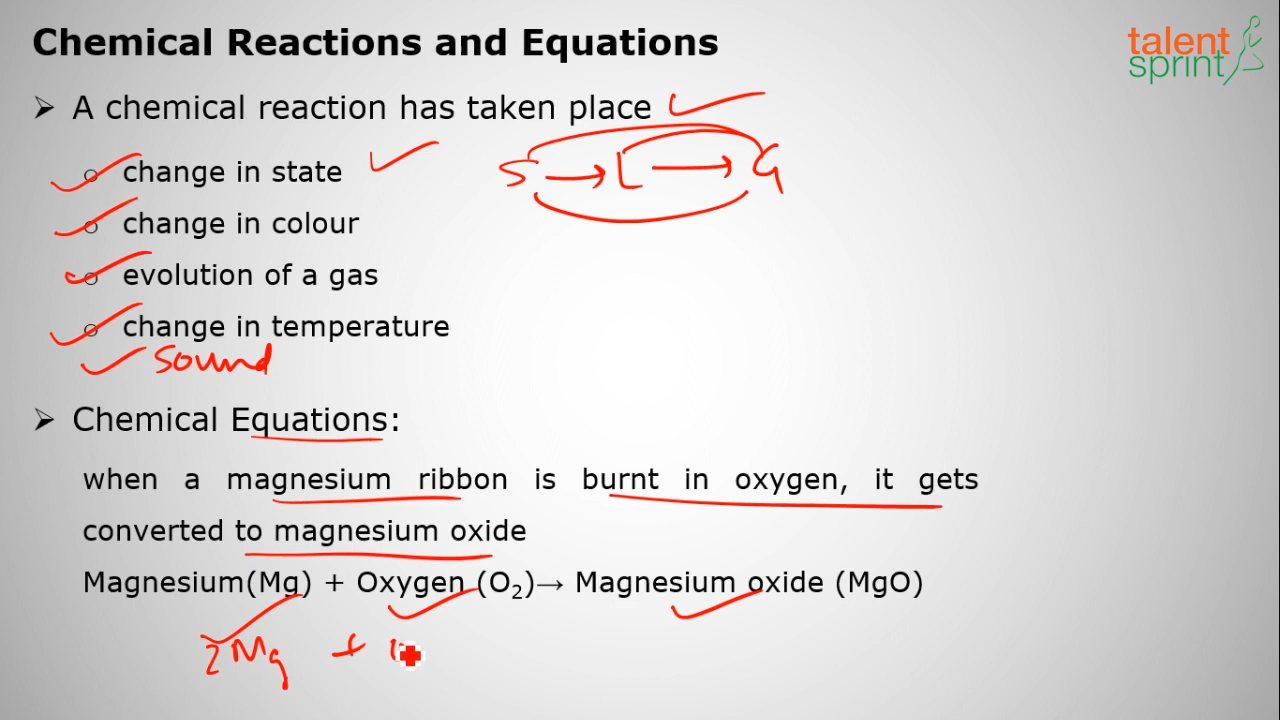 Chemical Reactions and Equations
talent
sprint
➢ A chemical reaction has taken place
S → L → G
o change in state
o change in colour
o evolution of a gas
o change in temperature
Sound
➢ Chemical Equations:
when a magnesium ribbon is burnt in oxygen, it gets
converted to magnesium oxide
Magnesium(Mg) + Oxygen (O₂)→ Magnesium oxide (MgO)
2Mg +